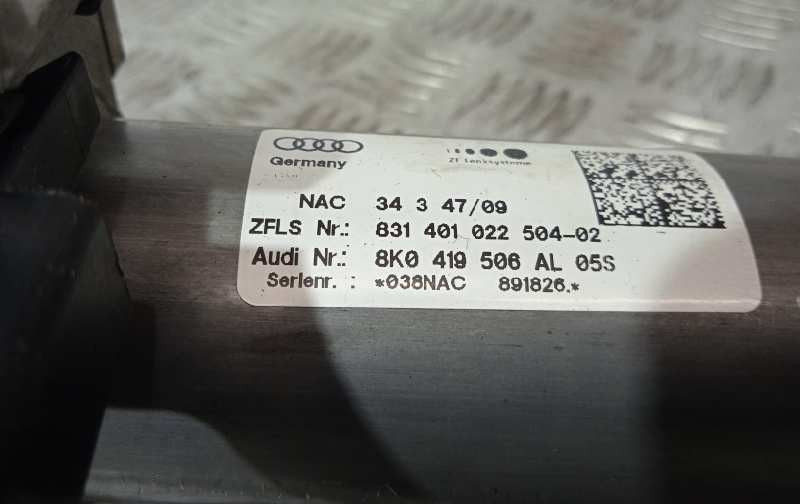 Germany
ZF Lenksysteme
NAC 34 3 47/09
ZFLS Nr.: 831 401 022 504-02
Audi Nr.: 8K0 419 506 AL 05S
Serienr. : *038NAC 891826.*